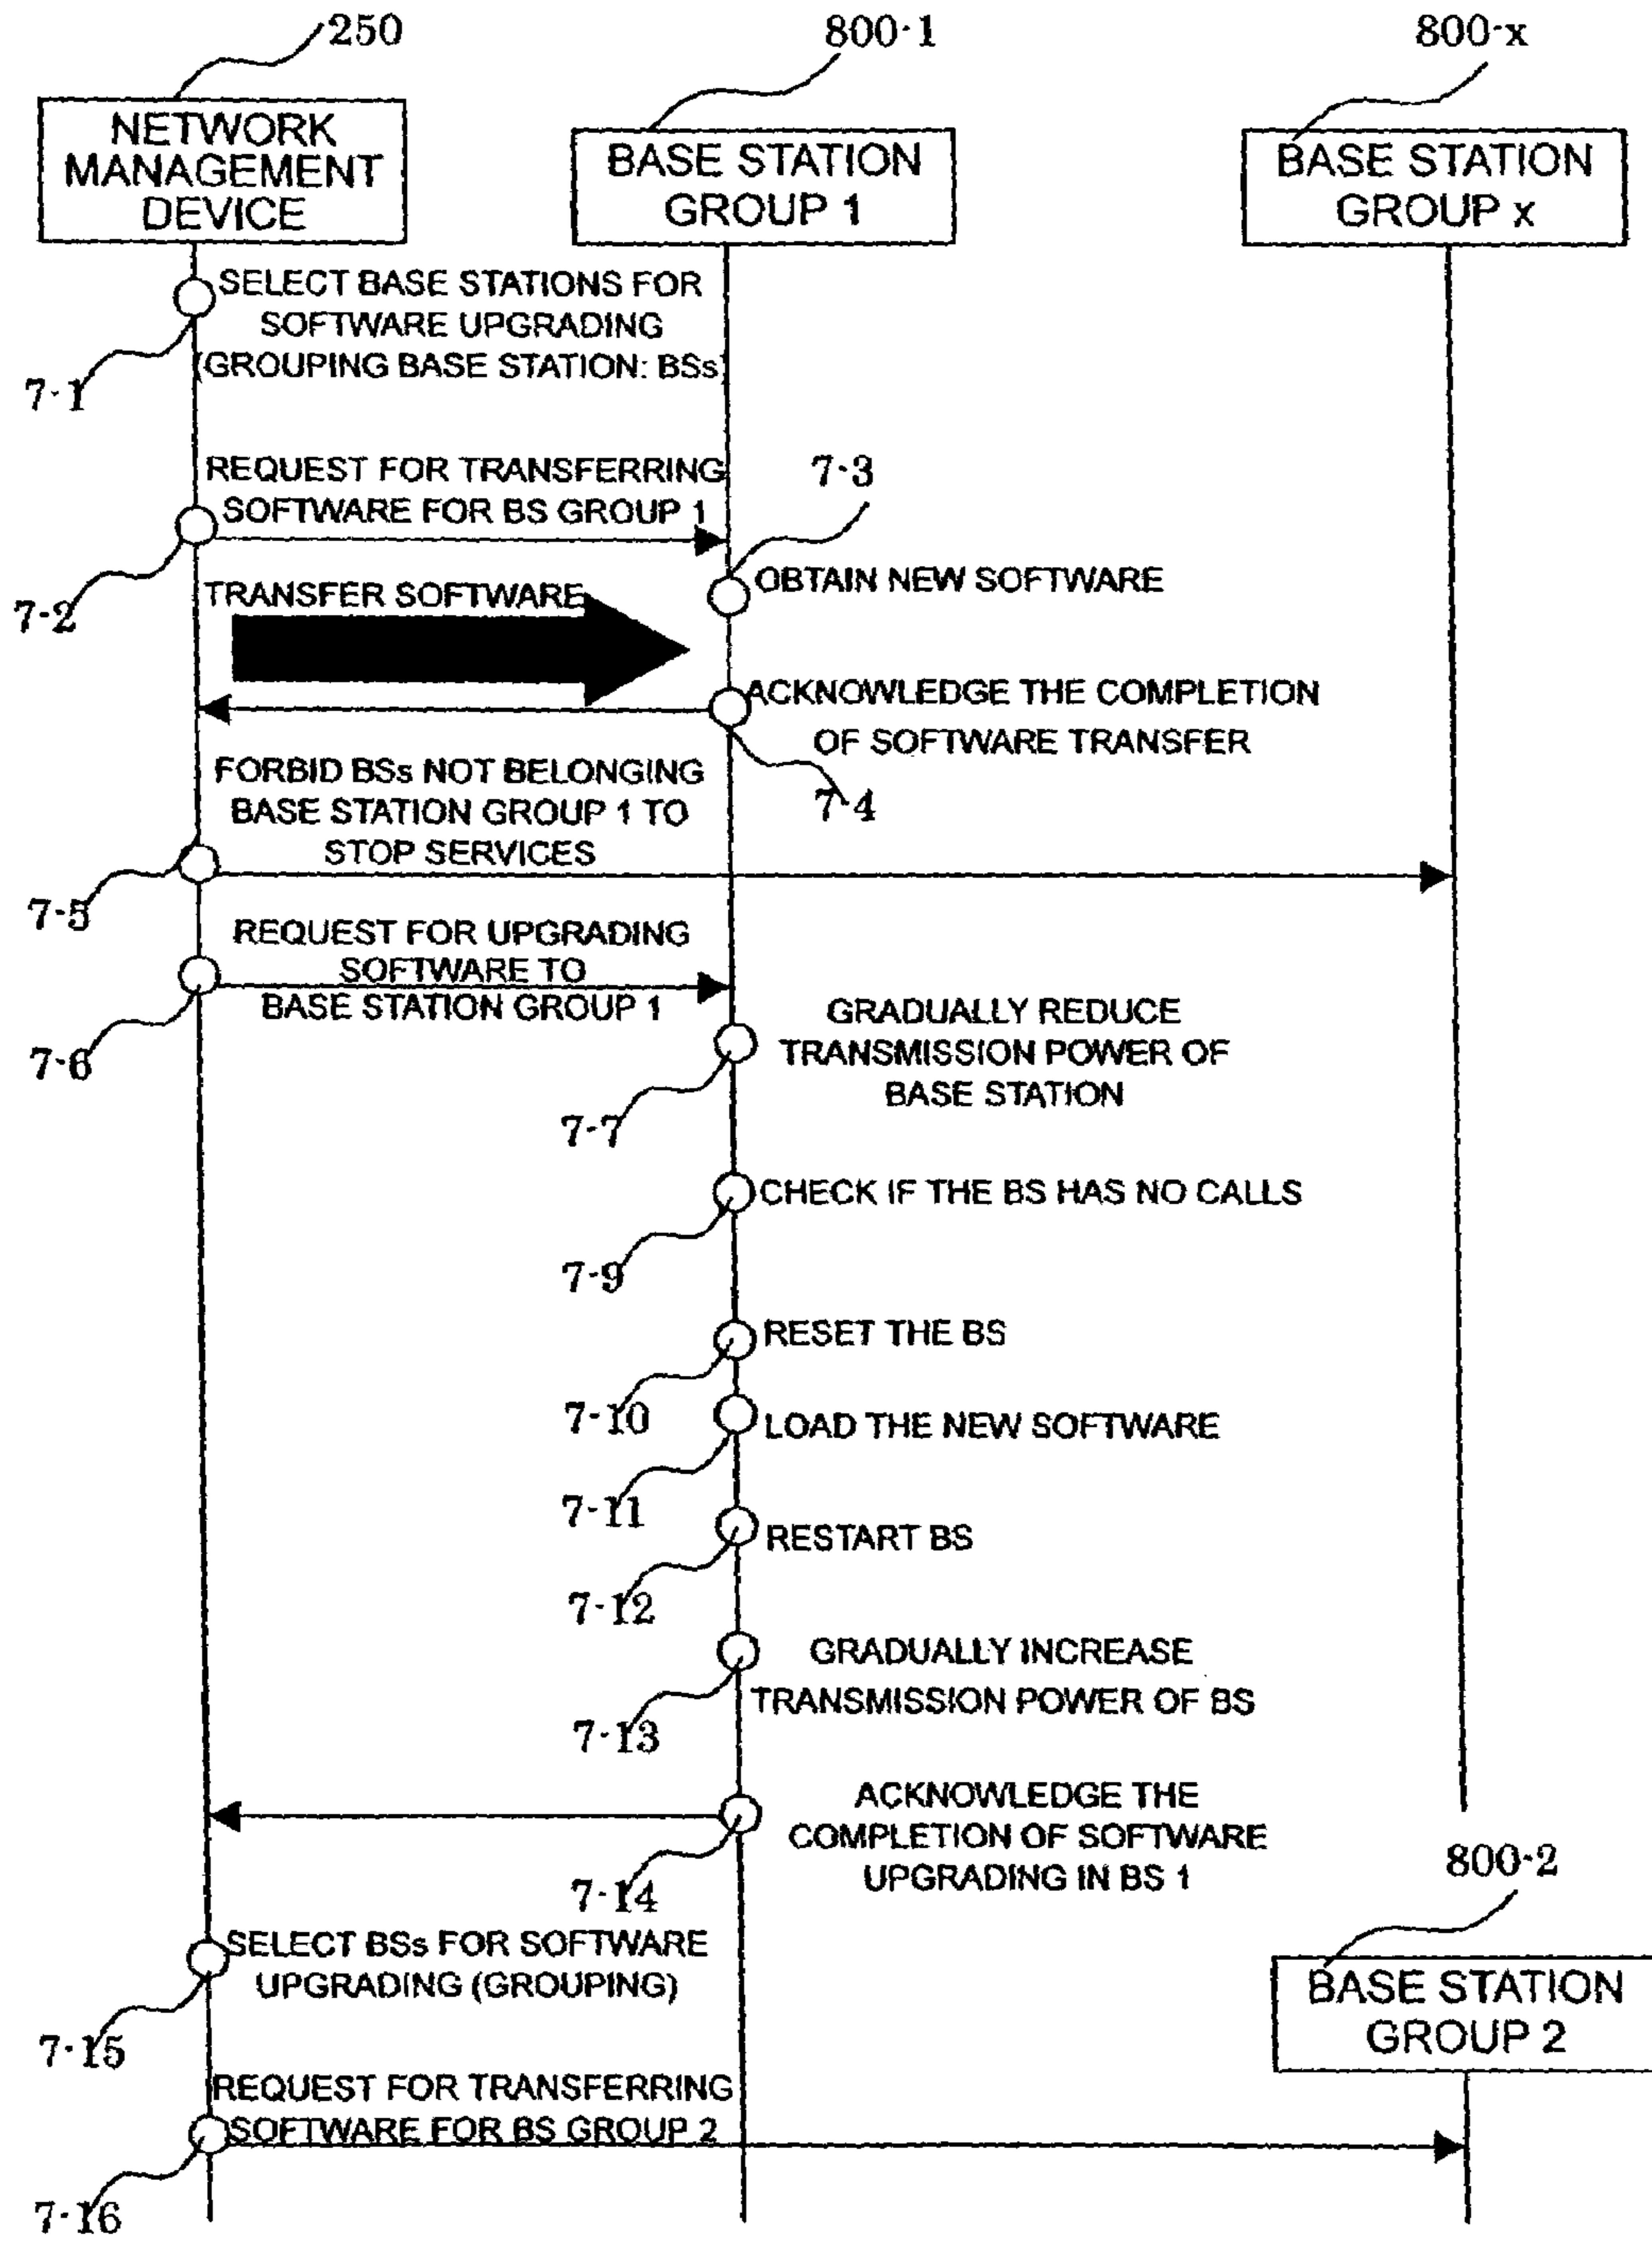 250
800-1
800-x
NETWORK
MANAGEMENT
DEVICE
BASE STATION
GROUP 1
BASE STATION
GROUP x
SELECT BASE STATIONS FOR
SOFTWARE UPGRADING
(GROUPING BASE STATION: BSs)
7-1
REQUEST FOR TRANSFERRING
SOFTWARE FOR BS GROUP 1
7-2
7-3
OBTAIN NEW SOFTWARE
TRANSFER SOFTWARE
ACKNOWLEDGE THE COMPLETION
OF SOFTWARE TRANSFER
7-4
FORBID BSs NOT BELONGING
BASE STATION GROUP 1 TO
STOP SERVICES
7-5
REQUEST FOR UPGRADING
SOFTWARE TO
BASE STATION GROUP 1
7-6
GRADUALLY REDUCE
TRANSMISSION POWER OF
BASE STATION
7-7
CHECK IF THE BS HAS NO CALLS
7-9
RESET THE BS
7-10
LOAD THE NEW SOFTWARE
7-11
RESTART BS
7-12
GRADUALLY INCREASE
TRANSMISSION POWER OF BS
7-13
ACKNOWLEDGE THE
COMPLETION OF SOFTWARE
UPGRADING IN BS 1
7-14
800-2
SELECT BSs FOR SOFTWARE
UPGRADING (GROUPING)
7-15
BASE STATION
GROUP 2
REQUEST FOR TRANSFERRING
SOFTWARE FOR BS GROUP 2
7-16